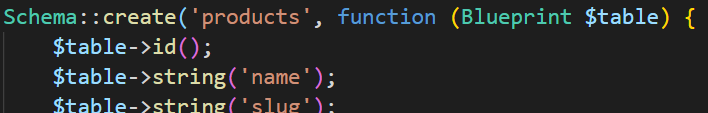 Schema::create('products', function (Blueprint $table) {
    $table->id();
    $table->string('name');
    $table->string('slug');